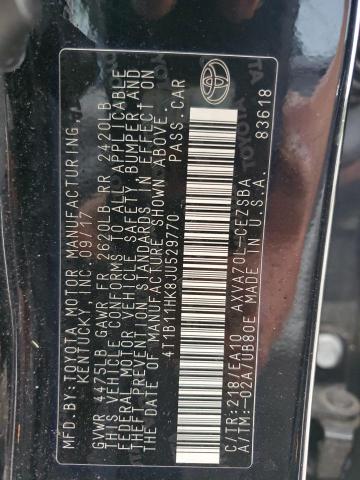 MFD.BY:TOYOTA MOTOR MANUFACTURING,
KENTUCKY, INC. 09/17
GVWR 4475LB GAWR FR 2620LB RR 2420LB
THIS VEHICLE CONFORMS TO ALL APPLICABLE
FEDERAL MOTOR VEHICLE SAFETY BUMPER, AND
THEFT PREVENTION STANDARDS IN EFFECT ON
THE DATE OF MANUFACTURE SHOWN ABOVE.
4T1B11HK8JU529770 PASS.CAR
C/TR:218/EA10 AXVA70L-CEZSBA
A/TM:-02A/UB80E U.S.A.
83618